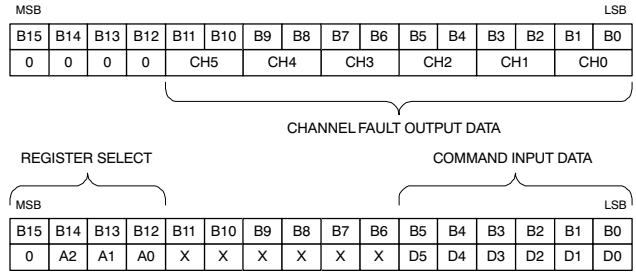 MSB LSB
B15 B14 B13 B12 B11 B10 B9 B8 B7 B6 B5 B4 B3 B2 B1 B0
0 0 0 0 CH5 CH4 CH3 CH2 CH1 CH0
CHANNEL FAULT OUTPUT DATA
REGISTER SELECT COMMAND INPUT DATA
MSB LSB
B15 B14 B13 B12 B11 B10 B9 B8 B7 B6 B5 B4 B3 B2 B1 B0
0 A2 A1 A0 X X X X X X D5 D4 D3 D2 D1 D0